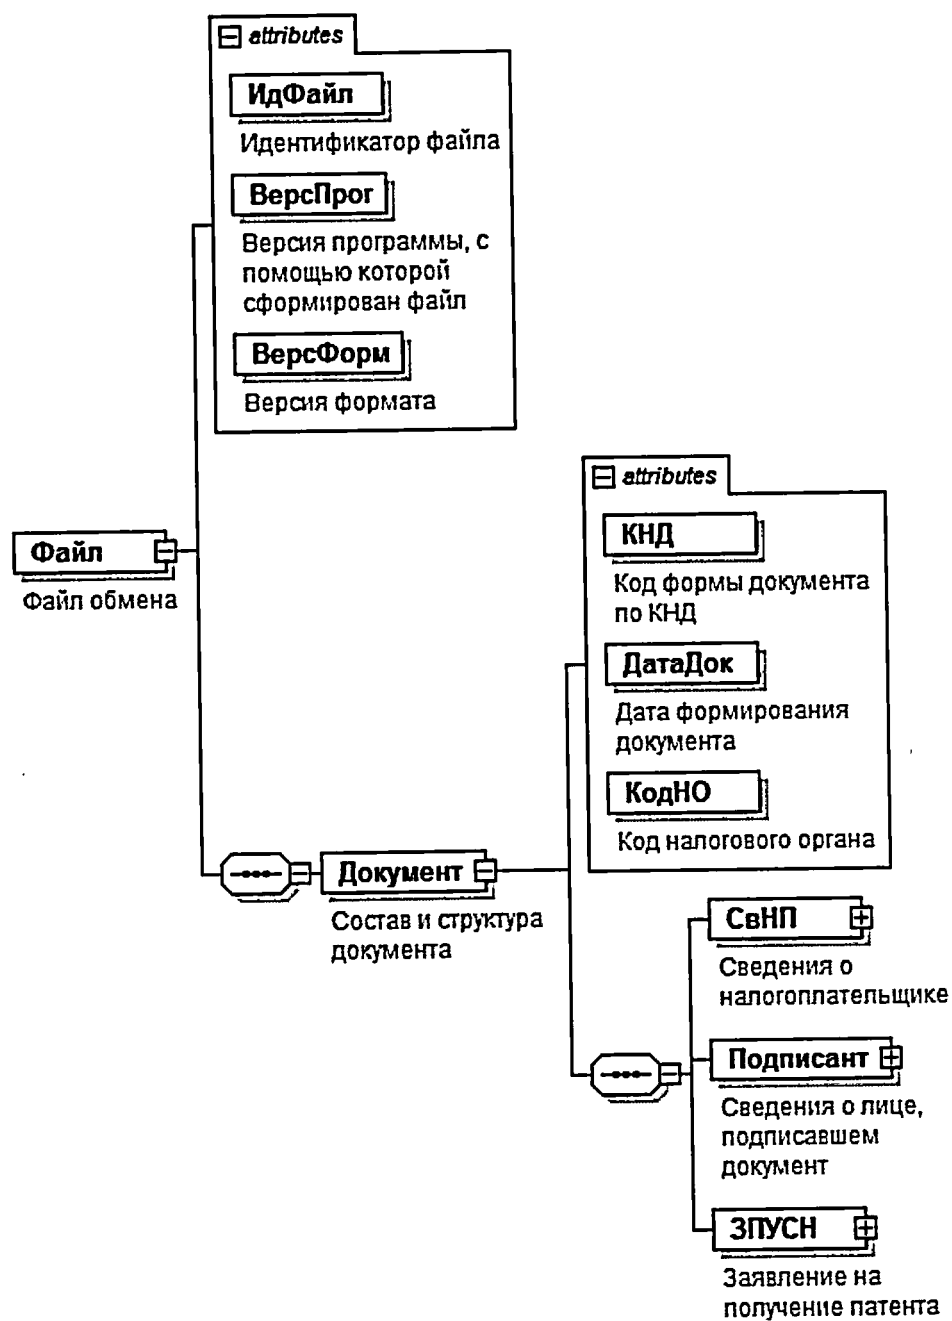 attributes
ИдФайл
Идентификатор файла
ВерсПрог
Версия программы, с
помощью которой
сформирован файл
ВерсФорм
Версия формата
Файл
Файл обмена
attributes
КНД
Код формы документа
по КНД
ДатаДок
Дата формирования
документа
КодНО
Код налогового органа
Документ
Состав и структура
документа
СвНП
Сведения о
налогоплательщике
Подписант
Сведения о лице,
подписавшем
документ
ЗПУСН
Заявление на
получение патента